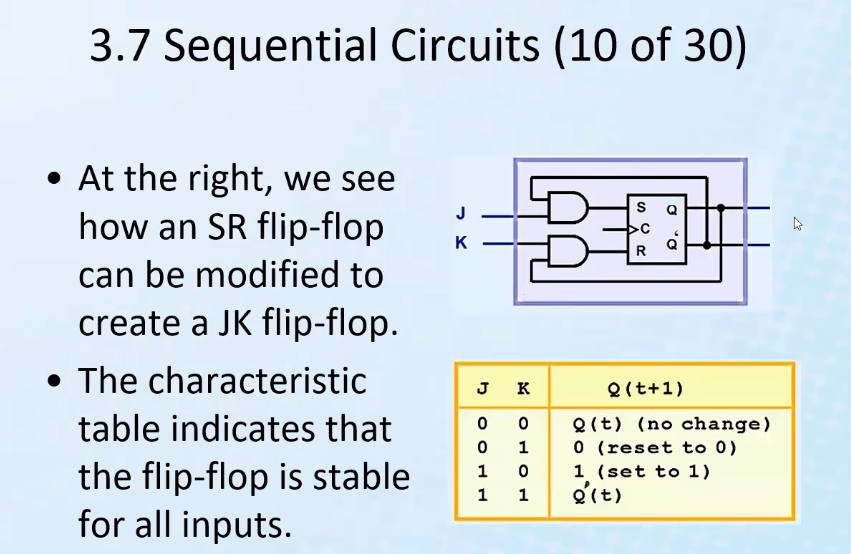 3.7 Sequential Circuits (10 of 30)
• At the right, we see
how an SR flip-flop
can be modified to
create a JK flip-flop.
• The characteristic
table indicates that
the flip-flop is stable
for all inputs.
J
K
S Q
C
R Q'
J K Q(t+1)
0 0 Q(t) (no change)
0 1 0 (reset to 0)
1 0 1 (set to 1)
1 1 Q'(t)